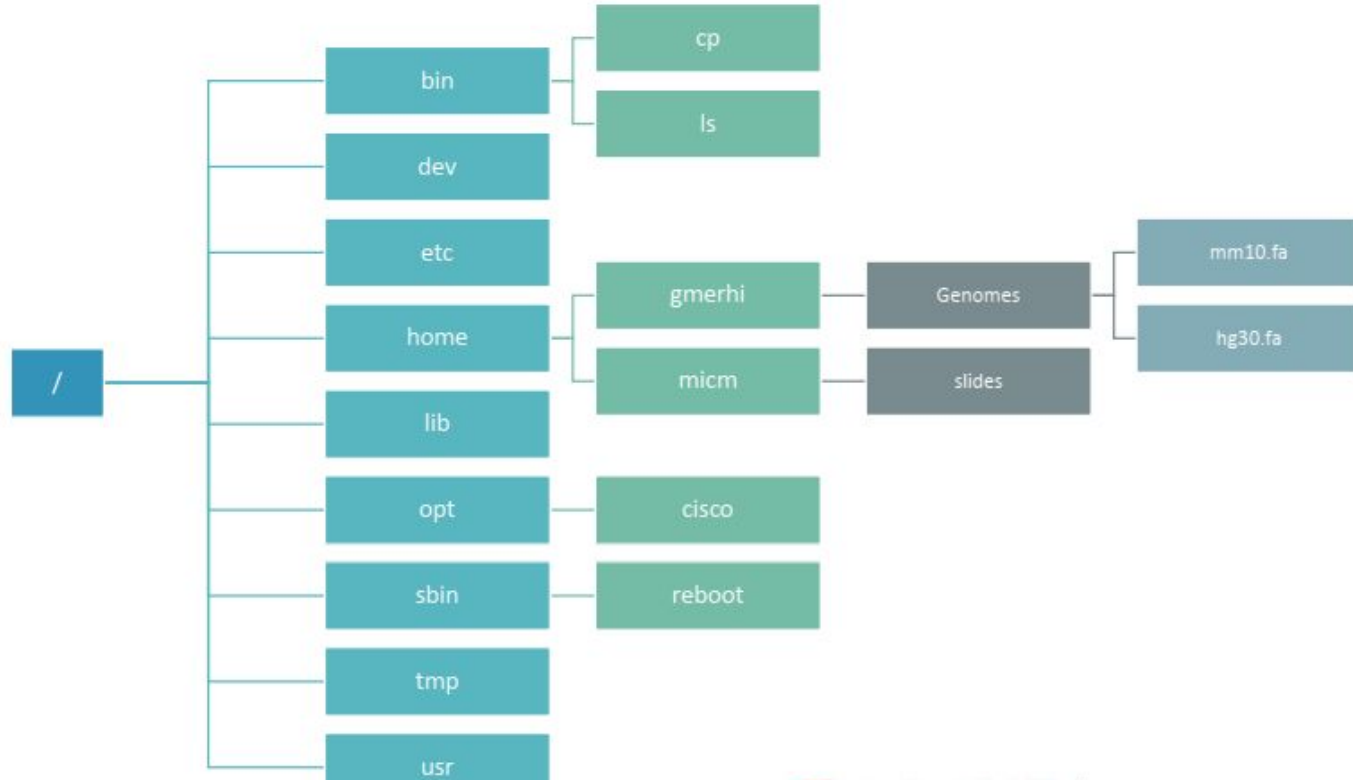 /
bin
cp
ls
dev
etc
home
gmerhi
Genomes
mm10.fa
hg30.fa
micm
slides
lib
opt
cisco
sbin
reboot
tmp
usr